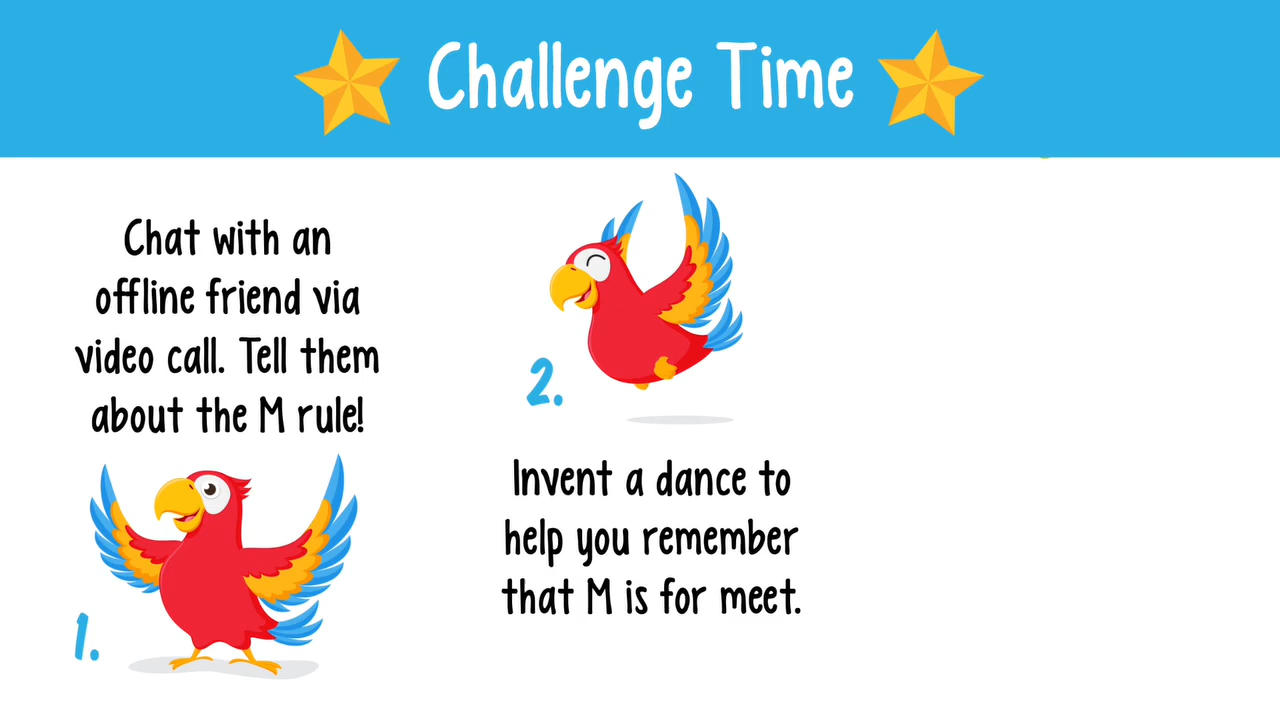 Challenge Time
Chat with an
offline friend via
video call. Tell them
about the M rule!
1.
2.
Invent a dance to
help you remember
that M is for meet.